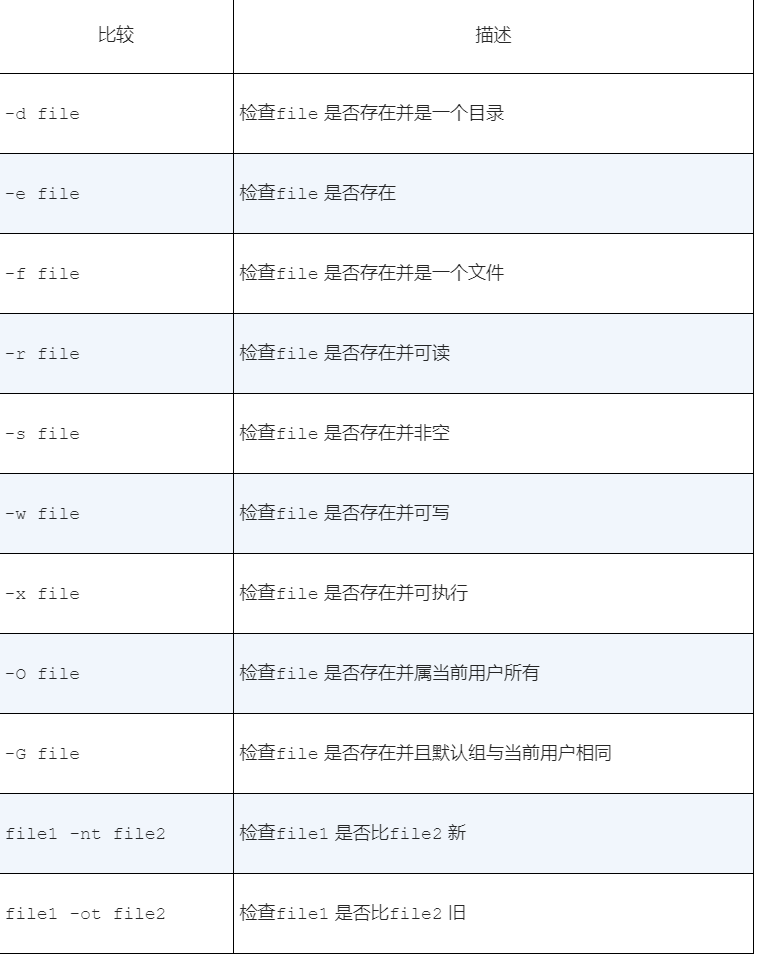 比较 描述
-d file 检查file 是否存在并是一个目录
-e file 检查file 是否存在
-f file 检查file 是否存在并是一个文件
-r file 检查file 是否存在并可读
-s file 检查file 是否存在并非空
-w file 检查file 是否存在并可写
-x file 检查file 是否存在并可执行
-O file 检查file 是否存在并属当前用户所有
-G file 检查file 是否存在并且默认组与当前用户相同
file1 -nt file2 检查file1 是否比file2 新
file1 -ot file2 检查file1 是否比file2 旧